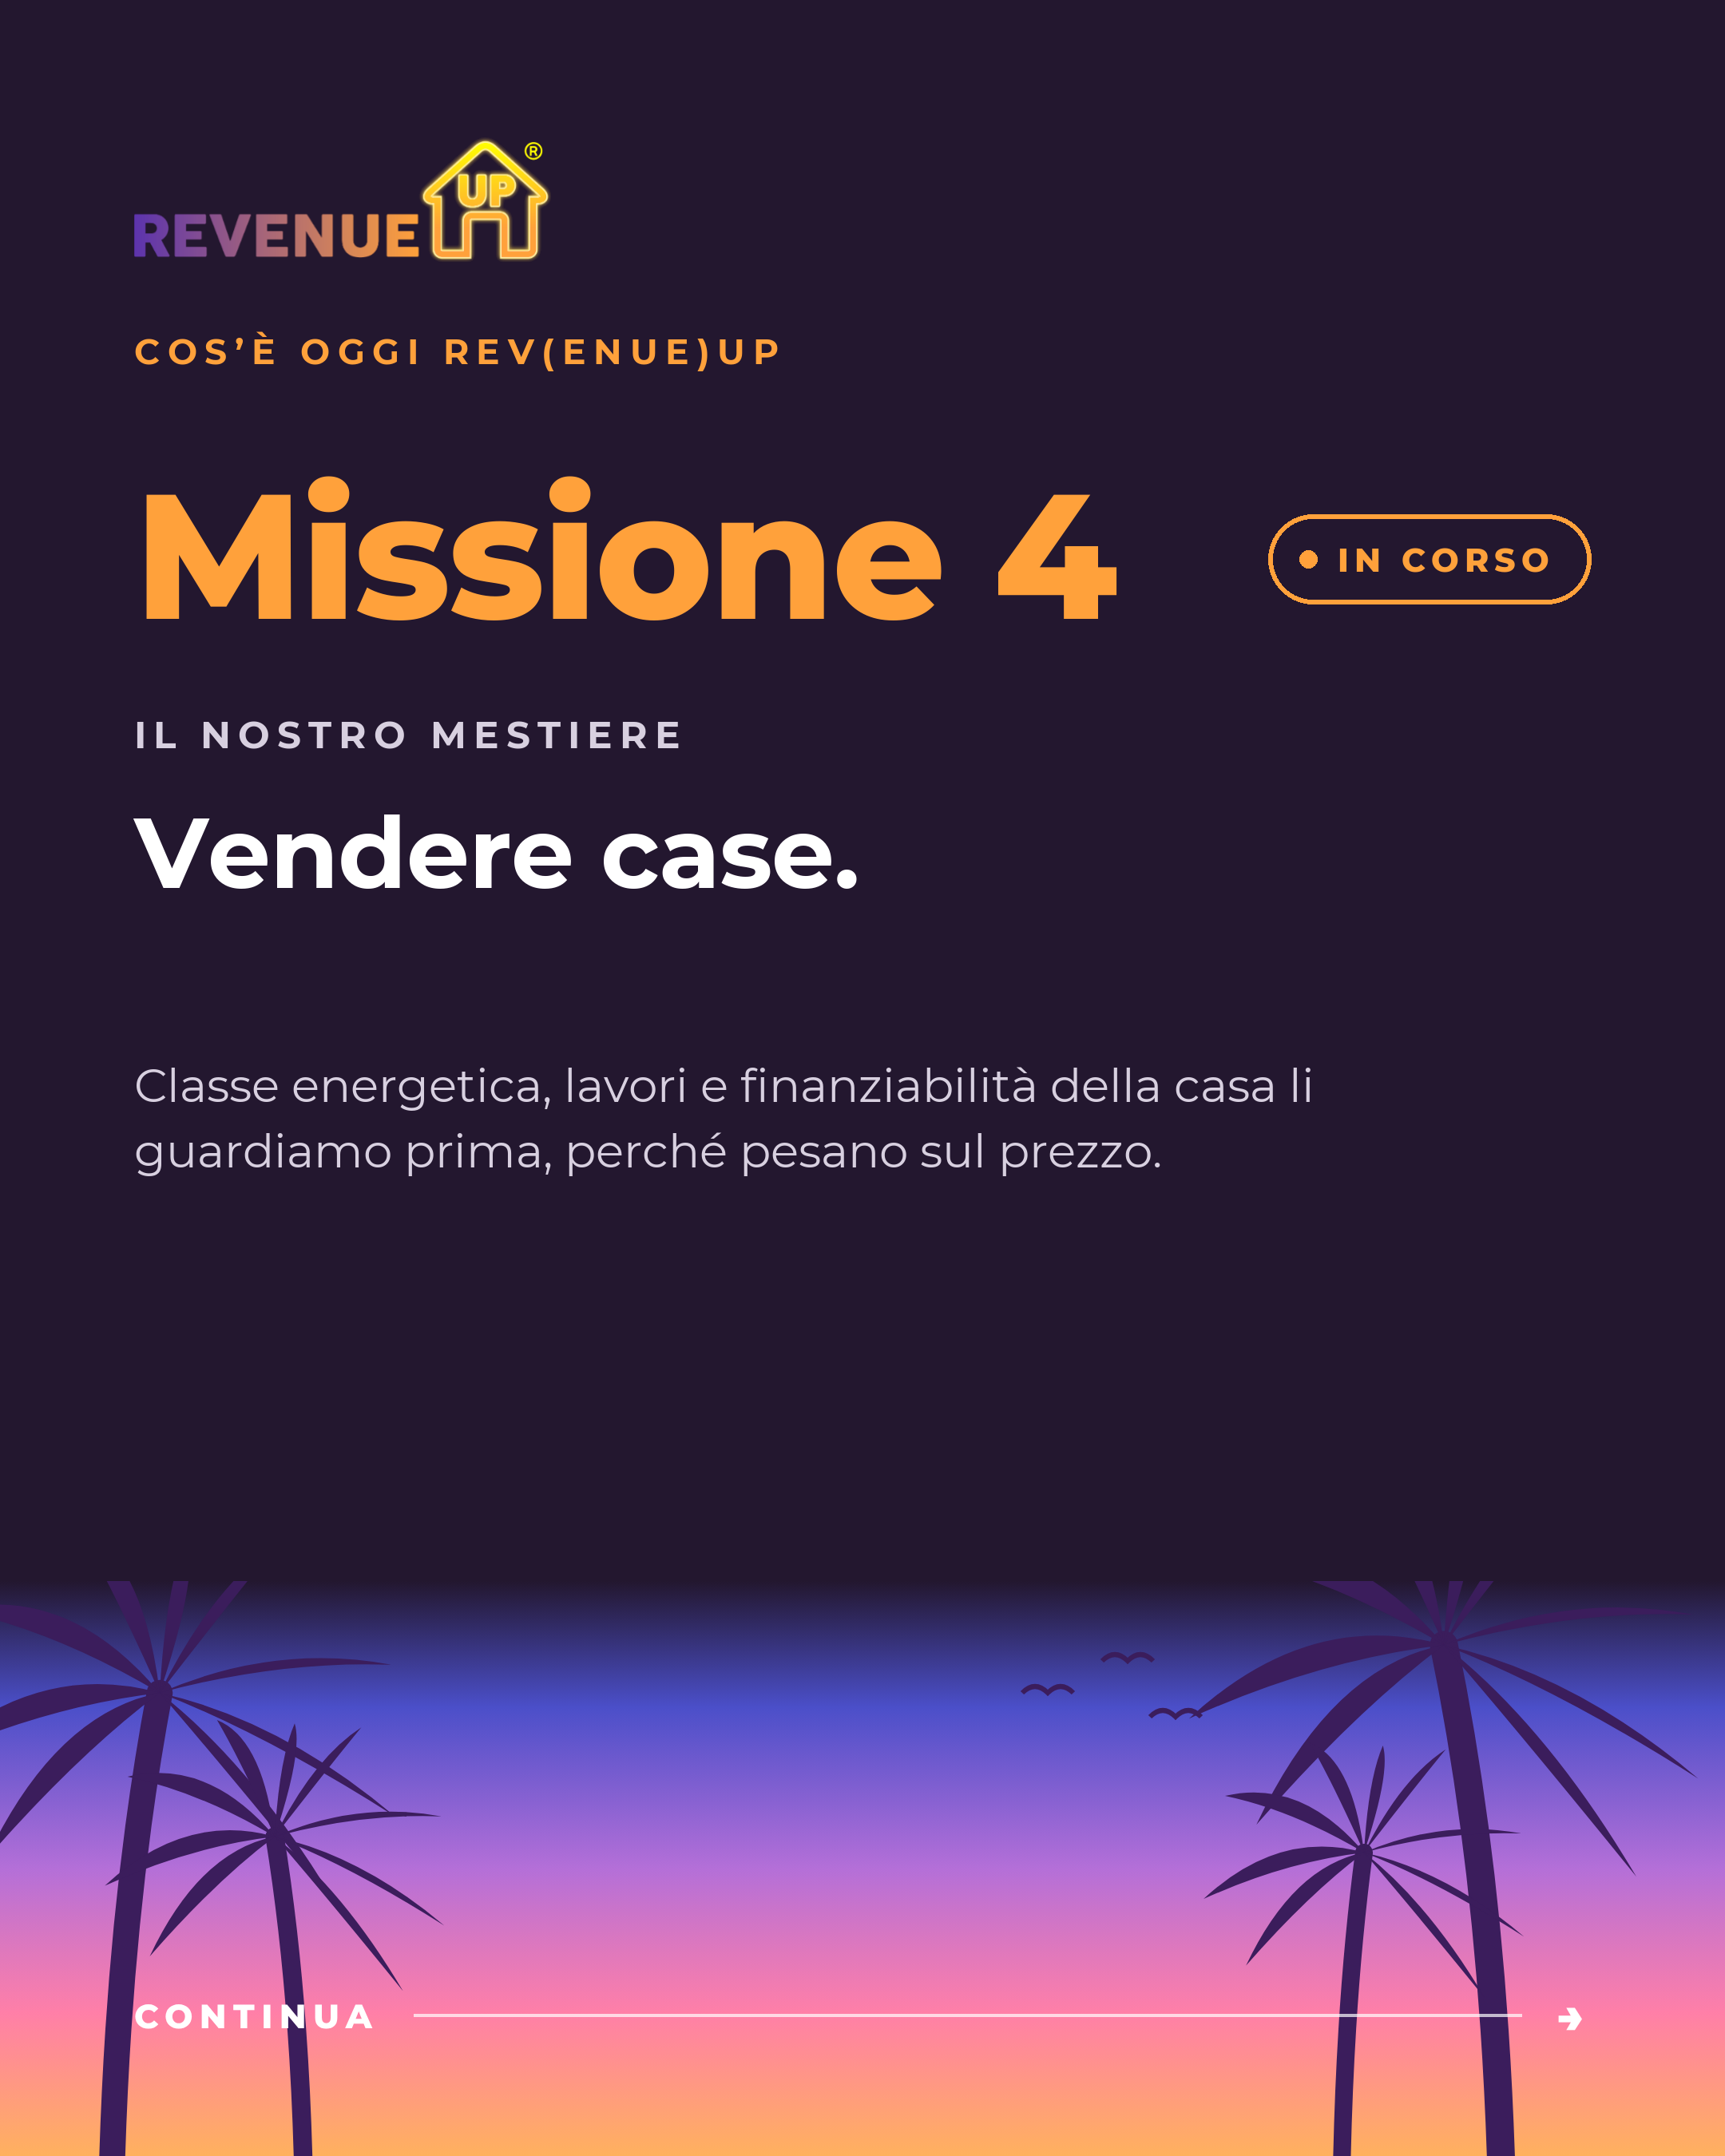 REVENUE UP ®
COS’È OGGI REV(ENUE)UP
Missione 4
IN CORSO
IL NOSTRO MESTIERE
Vendere case.
Classe energetica, lavori e finanziabilità della casa li
guardiamo prima, perché pesano sul prezzo.
CONTINUA